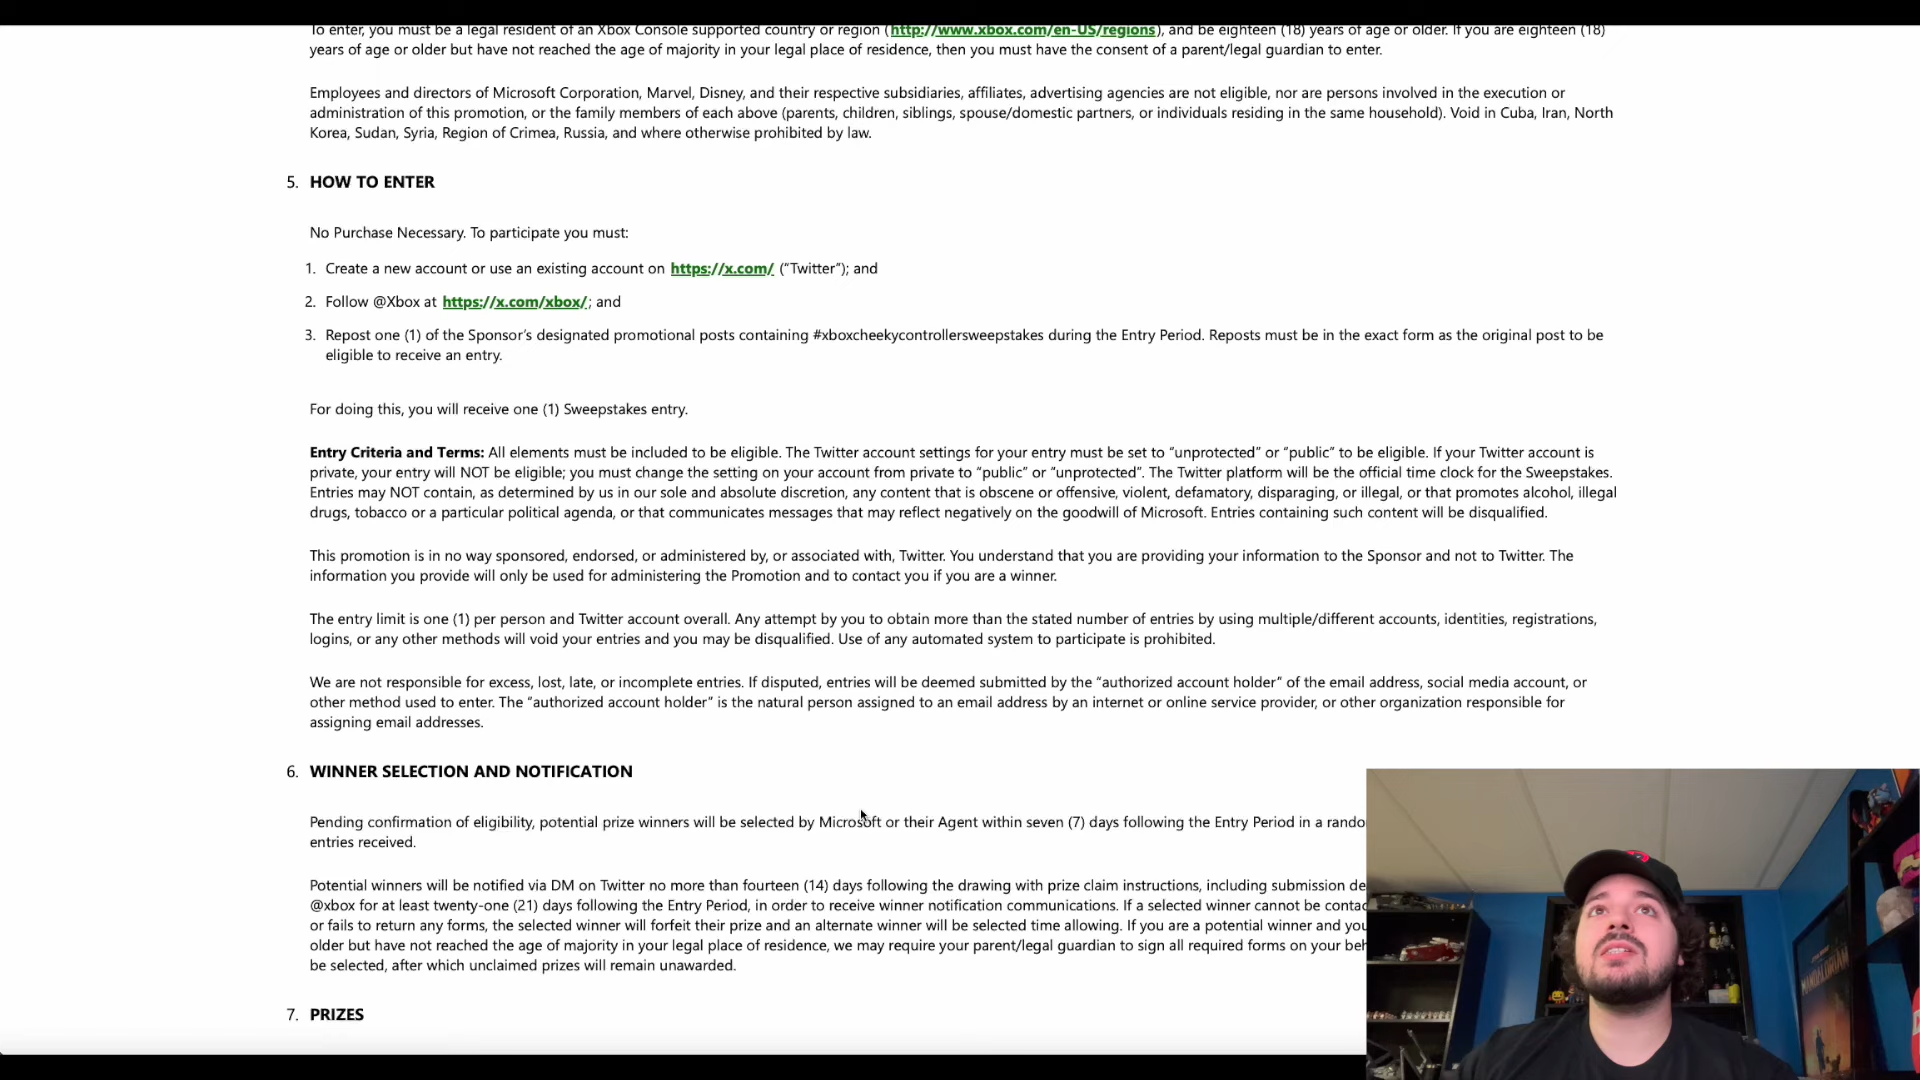 To enter, you must be a legal resident of an Xbox Console supported country or region (http://www.xbox.com/en-US/regions), and be eighteen (18) years of age or older. If you are eighteen (18)
years of age or older but have not reached the age of majority in your legal place of residence, then you must have the consent of a parent/legal guardian to enter.
Employees and directors of Microsoft Corporation, Marvel, Disney, and their respective subsidiaries, affiliates, advertising agencies are not eligible, nor are persons involved in the execution or
administration of this promotion, or the family members of each above (parents, children, siblings, spouse/domestic partners, or individuals residing in the same household). Void in Cuba, Iran, North
Korea, Sudan, Syria, Region of Crimea, Russia, and where otherwise prohibited by law.
5. HOW TO ENTER
No Purchase Necessary. To participate you must:
1. Create a new account or use an existing account on https://x.com/ (“Twitter”); and
2. Follow @Xbox at https://x.com/xbox/; and
3. Repost one (1) of the Sponsor’s designated promotional posts containing #xboxcheekycontrollersweepstakes during the Entry Period. Reposts must be in the exact form as the original post to be
eligible to receive an entry.
For doing this, you will receive one (1) Sweepstakes entry.
Entry Criteria and Terms: All elements must be included to be eligible. The Twitter account settings for your entry must be set to “unprotected” or “public” to be eligible. If your Twitter account is
private, your entry will NOT be eligible; you must change the setting on your account from private to “public” or “unprotected”. The Twitter platform will be the official time clock for the Sweepstakes.
Entries may NOT contain, as determined by us in our sole and absolute discretion, any content that is obscene or offensive, violent, defamatory, disparaging, or illegal, or that promotes alcohol, illegal
drugs, tobacco or a particular political agenda, or that communicates messages that may reflect negatively on the goodwill of Microsoft. Entries containing such content will be disqualified.
This promotion is in no way sponsored, endorsed, or administered by, or associated with, Twitter. You understand that you are providing your information to the Sponsor and not to Twitter. The
information you provide will only be used for administering the Promotion and to contact you if you are a winner.
The entry limit is one (1) per person and Twitter account overall. Any attempt by you to obtain more than the stated number of entries by using multiple/different accounts, identities, registrations,
logins, or any other methods will void your entries and you may be disqualified. Use of any automated system to participate is prohibited.
We are not responsible for excess, lost, late, or incomplete entries. If disputed, entries will be deemed submitted by the “authorized account holder” of the email address, social media account, or
other method used to enter. The “authorized account holder” is the natural person assigned to an email address by an internet or online service provider, or other organization responsible for
assigning email addresses.
6. WINNER SELECTION AND NOTIFICATION
Pending confirmation of eligibility, potential prize winners will be selected by Microsoft or their Agent within seven (7) days following the Entry Period in a rando
entries received.
Potential winners will be notified via DM on Twitter no more than fourteen (14) days following the drawing with prize claim instructions, including submission de
@xbox for at least twenty-one (21) days following the Entry Period, in order to receive winner notification communications. If a selected winner cannot be contac
or fails to return any forms, the selected winner will forfeit their prize and an alternate winner will be selected time allowing. If you are a potential winner and you
older but have not reached the age of majority in your legal place of residence, we may require your parent/legal guardian to sign all required forms on your beh
be selected, after which unclaimed prizes will remain unawarded.
7. PRIZES
MANDALORIAN